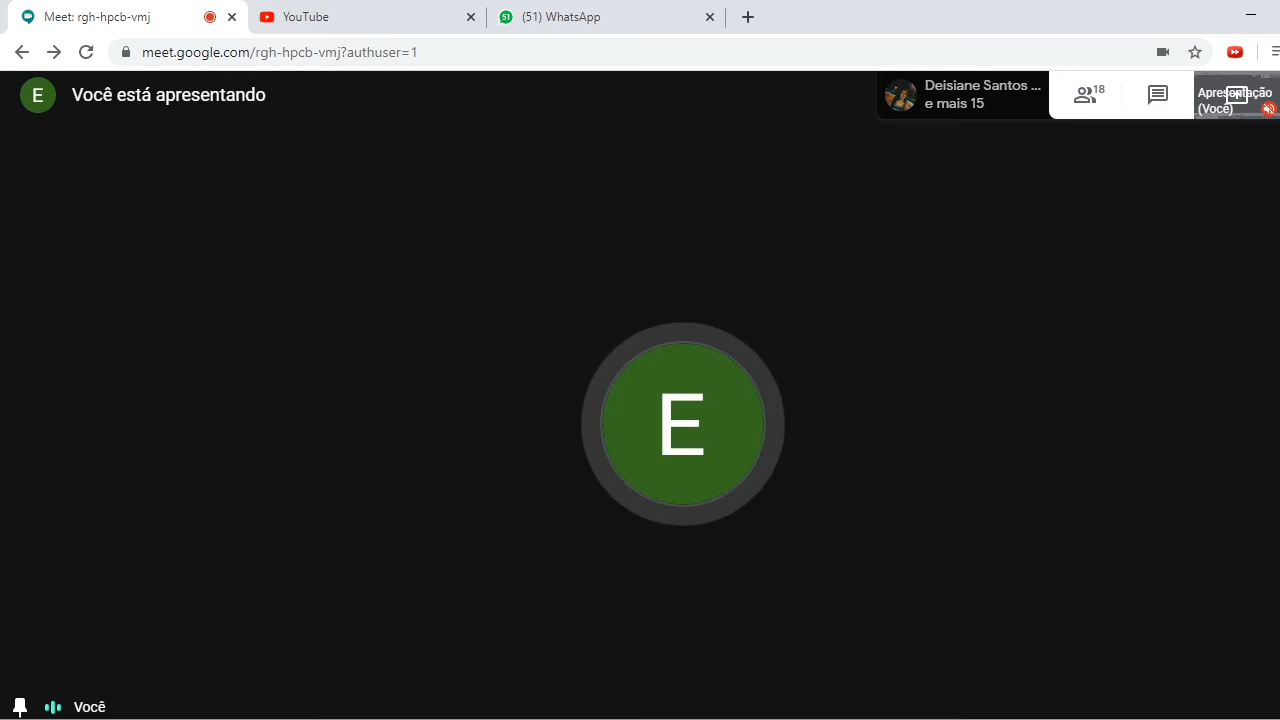 Meet: rgh-hpcb-vmj
YouTube
51
(51) WhatsApp
meet.google.com/rgh-hpcb-vmj?authuser=1
E
Você está apresentando
Deisiane Santos ...
e mais 15
18
Apresentação
(Você)
E
Você